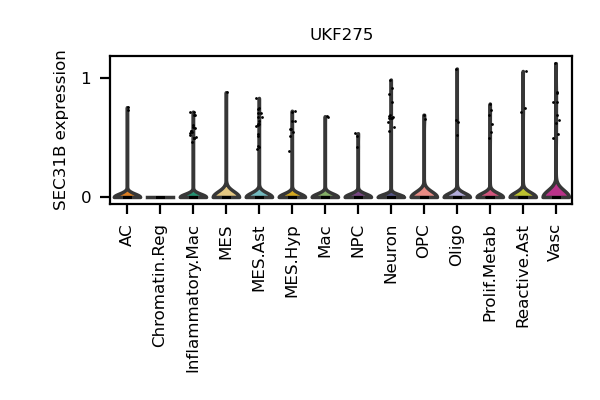 UKF275
SEC31B expression
1
0
AC
Chromatin.Reg
Inflammatory.Mac
MES
MES.Ast
MES.Hyp
Mac
NPC
Neuron
OPC
Oligo
Prolif.Metab
Reactive.Ast
Vasc